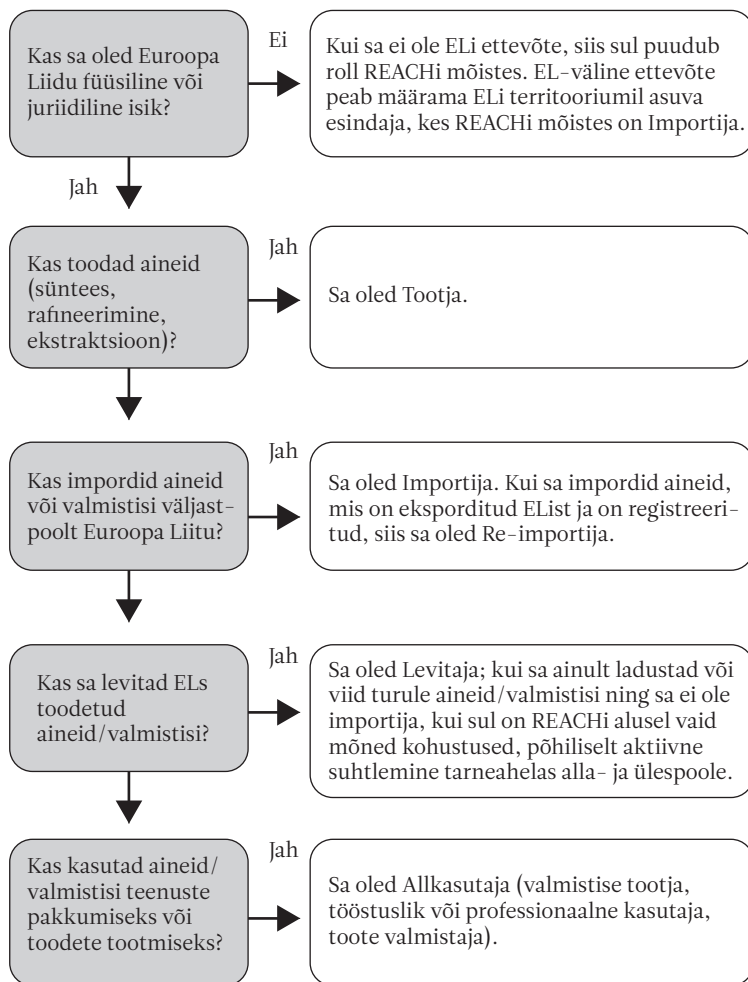 Kas sa oled Euroopa
Liidu füüsiline või
juriidiline isik?
Ei
Kui sa ei ole ELi ettevõte, siis sul puudub
roll REACHi mõistes. EL-väline ettevõte
peab määrama ELi territooriumil asuva
esindaja, kes REACHi mõistes on Importija.
Jah
Kas toodad aineid
(süntees,
rafineerimine,
ekstraktsioon)?
Jah
Sa oled Tootja.
Kas impordid aineid
või valmistisi väljast-
poolt Euroopa Liitu?
Jah
Sa oled Importija. Kui sa impordid aineid,
mis on eksporditud EList ja on registreeri-
tud, siis sa oled Re-importija.
Kas sa levitad ELs
toodetud
aineid/valmistisi?
Jah
Sa oled Levitaja; kui sa ainult ladustad või
viid turule aineid/valmistisi ning sa ei ole
importija, kui sul on REACHi alusel vaid
mõned kohustused, põhiliselt aktiivne
suhtlemine tarneahelas alla- ja ülespoole.
Kas kasutad aineid/
valmistisi teenuste
pakkumiseks või
toodete tootmiseks?
Jah
Sa oled Allkasutaja (valmistise tootja,
tööstuslik või professionaalne kasutaja,
toote valmistaja).